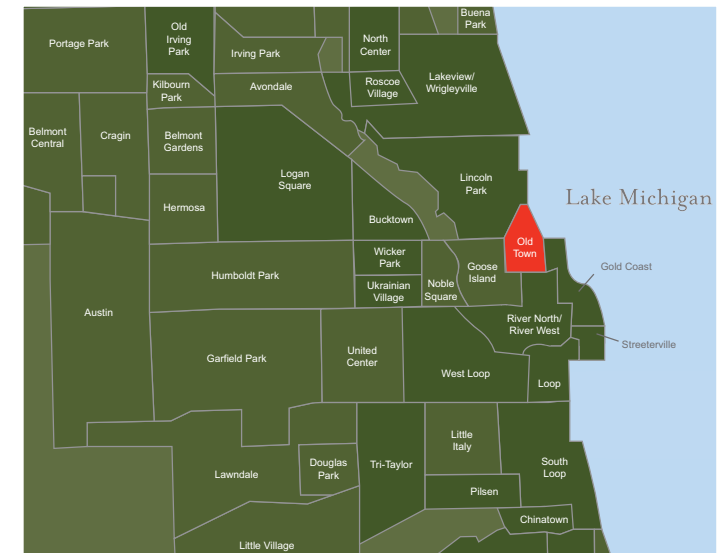 Buena
Park
Old
Irving
Park
North
Center
Portage Park
Irving Park
Lakeview/
Wrigleyville
Kilbourn
Park
Avondale
Roscoe
Village
Belmont
Central
Cragin
Belmont
Gardens
Logan
Square
Lincoln
Park
Lake Michigan
Hermosa
Bucktown
Old
Town
Wicker
Park
Goose
Island
Gold Coast
Humboldt Park
Ukrainian
Village
Noble
Square
Austin
River North/
River West
Streeterville
Garfield Park
United
Center
West Loop
Loop
Little
Italy
Lawndale
Douglas
Park
Tri-Taylor
South
Loop
Pilsen
Chinatown
Little Village